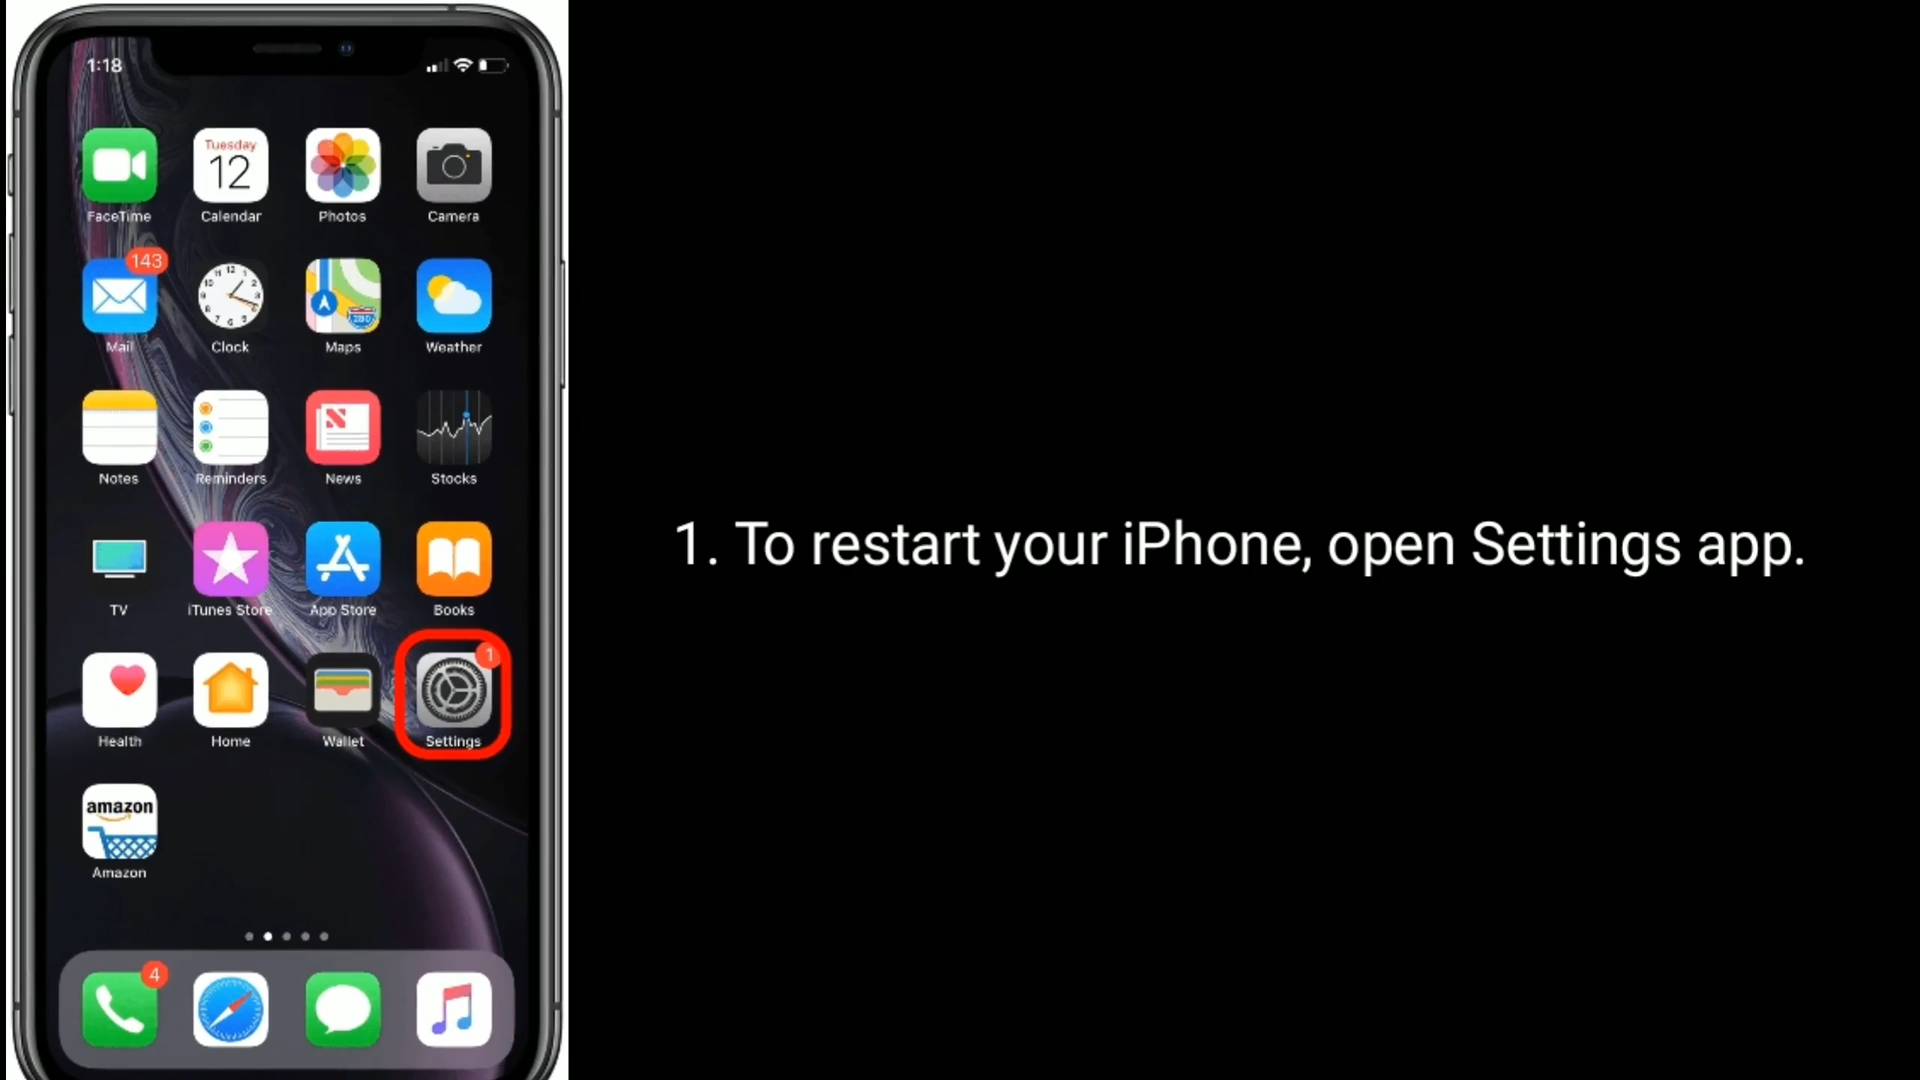 1:18
Tuesday
12
FaceTime
Calendar
Photos
Camera
143
280
Mail
Clock
Maps
Weather
Notes
Reminders
News
Stocks
1. To restart your iPhone, open Settings app.
TV
iTunes Store
App Store
Books
1
Health
Home
Wallet
Settings
amazon
Amazon
4